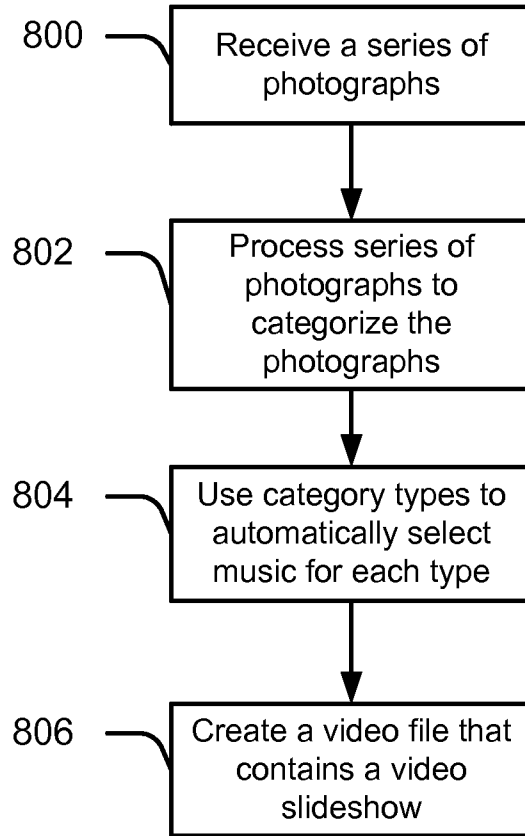 800
Receive a series of
photographs
802
Process series of
photographs to
categorize the
photographs
804
Use category types to
automatically select
music for each type
806
Create a video file that
contains a video
slideshow